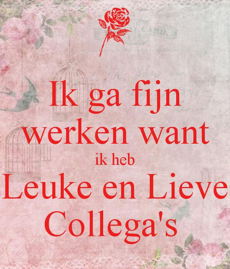 Ik ga fijn
werken want
ik heb
Leuke en Lieve
Collega's